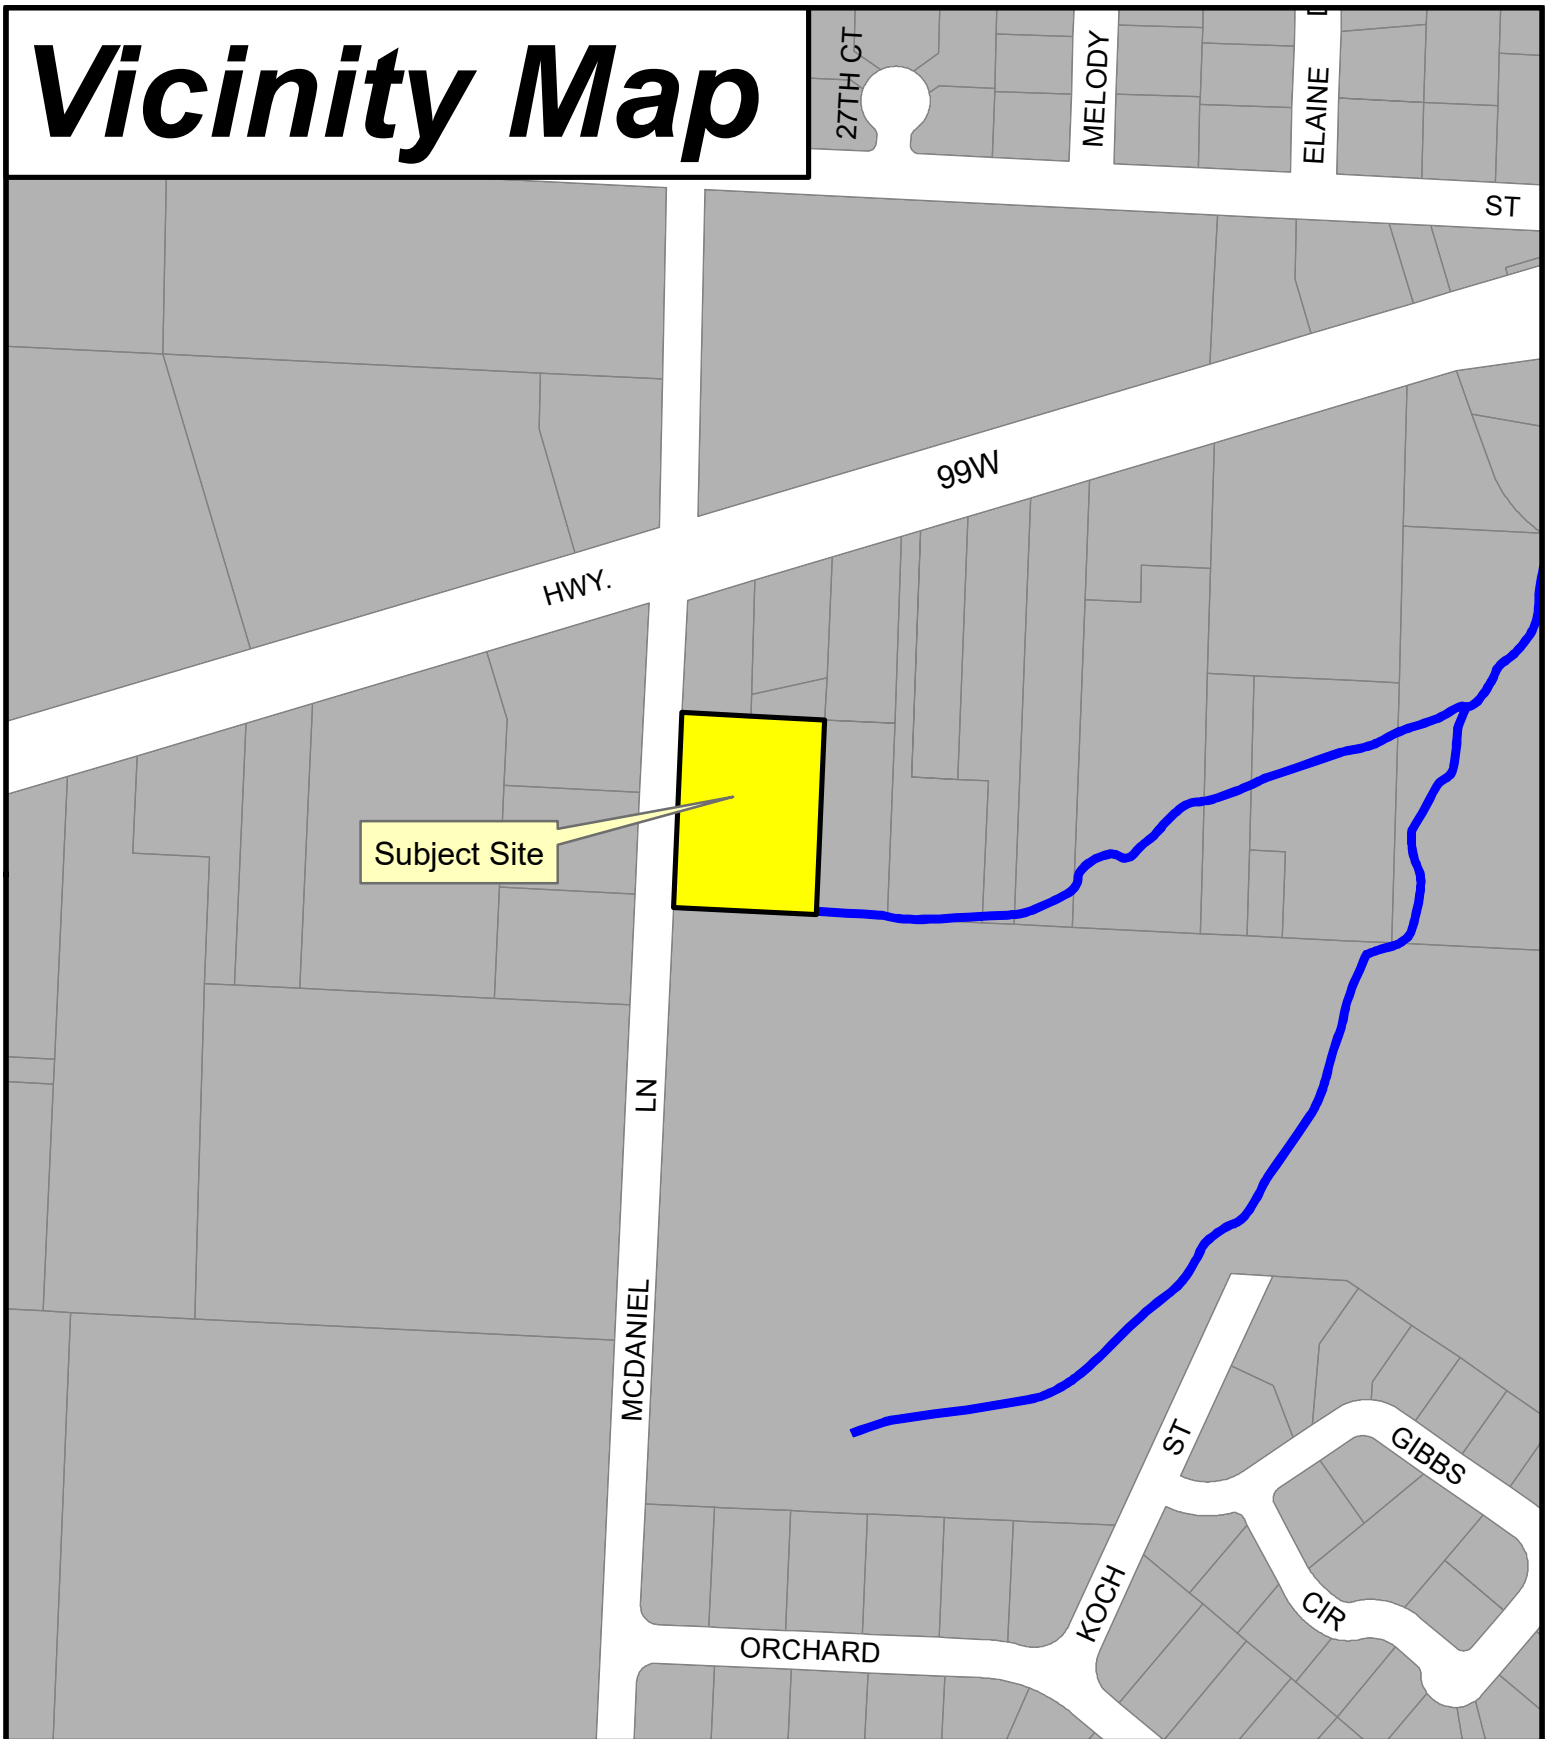 Vicinity Map
27TH CT
MELODY
ELAINE
ST
99W
HWY.
Subject Site
LN
MCDANIEL
ST
GIBBS
KOCH
CIR
ORCHARD